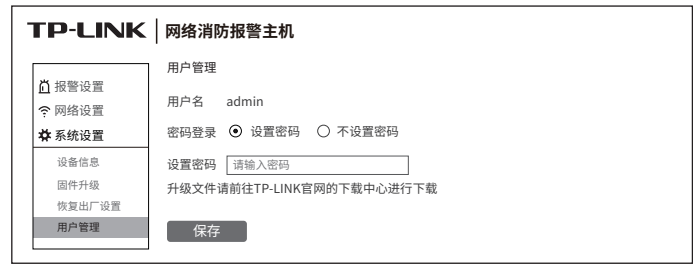 TP-LINK 网络消防报警主机
报警设置
网络设置
系统设置
设备信息
固件升级
恢复出厂设置
用户管理
用户管理
用户名 admin
密码登录 设置密码 不设置密码
设置密码 请输入密码
升级文件请前往TP-LINK官网的下载中心进行下载
保存